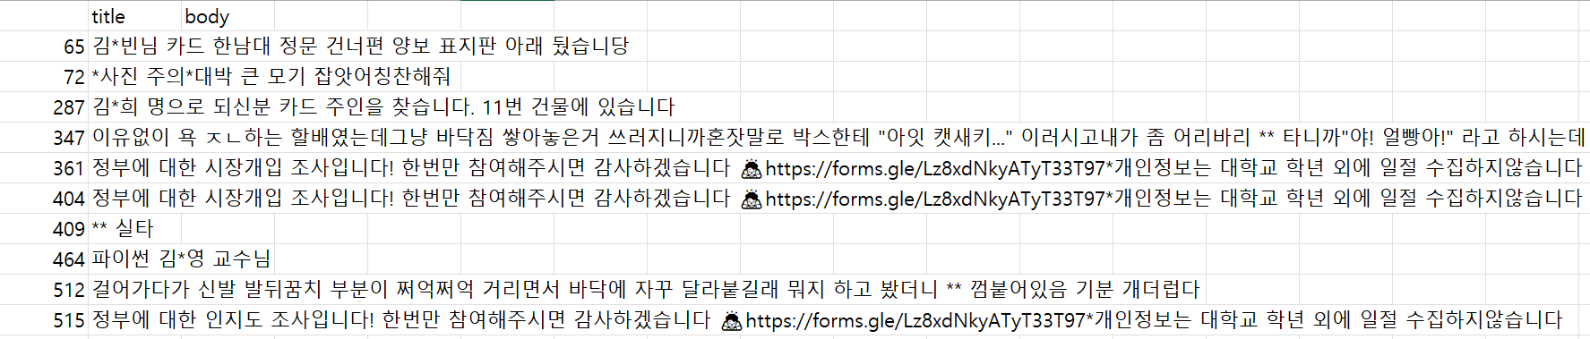 title body
65 김*빈님 카드 한남대 정문 건너편 양보 표지판 아래 뒀습니당
72 *사진 주의*대박 큰 모기 잡앗어칭찬해줘
287 김*희 명으로 되신분 카드 주인을 찾습니다. 11번 건물에 있습니다
347 이유없이 욕 ㅈㄴ하는 할배였는데그냥 바닥짐 쌓아놓은거 쓰러지니까혼잣말로 박스한테 "아잇 캣새키..." 이러시고내가 좀 어리바리 ** 타니까"야! 얼빵아!" 라고 하시는데
361 정부에 대한 시장개입 조사입니다! 한번만 참여해주시면 감사하겠습니다 🙇https://forms.gle/Lz8xdNkyATyT33T97*개인정보는 대학교 학년 외에 일절 수집하지않습니다
404 정부에 대한 시장개입 조사입니다! 한번만 참여해주시면 감사하겠습니다 🙇https://forms.gle/Lz8xdNkyATyT33T97*개인정보는 대학교 학년 외에 일절 수집하지않습니다
409 ** 실타
464 파이썬 김*영 교수님
512 걸어가다가 신발 발뒤꿈치 부분이 쩌억쩌억 거리면서 바닥에 자꾸 달라붙길래 뭐지 하고 봤더니 ** 껌붙어있음 기분 개더럽다
515 정부에 대한 인지도 조사입니다! 한번만 참여해주시면 감사하겠습니다 🙇https://forms.gle/Lz8xdNkyATyT33T97*개인정보는 대학교 학년 외에 일절 수집하지않습니다